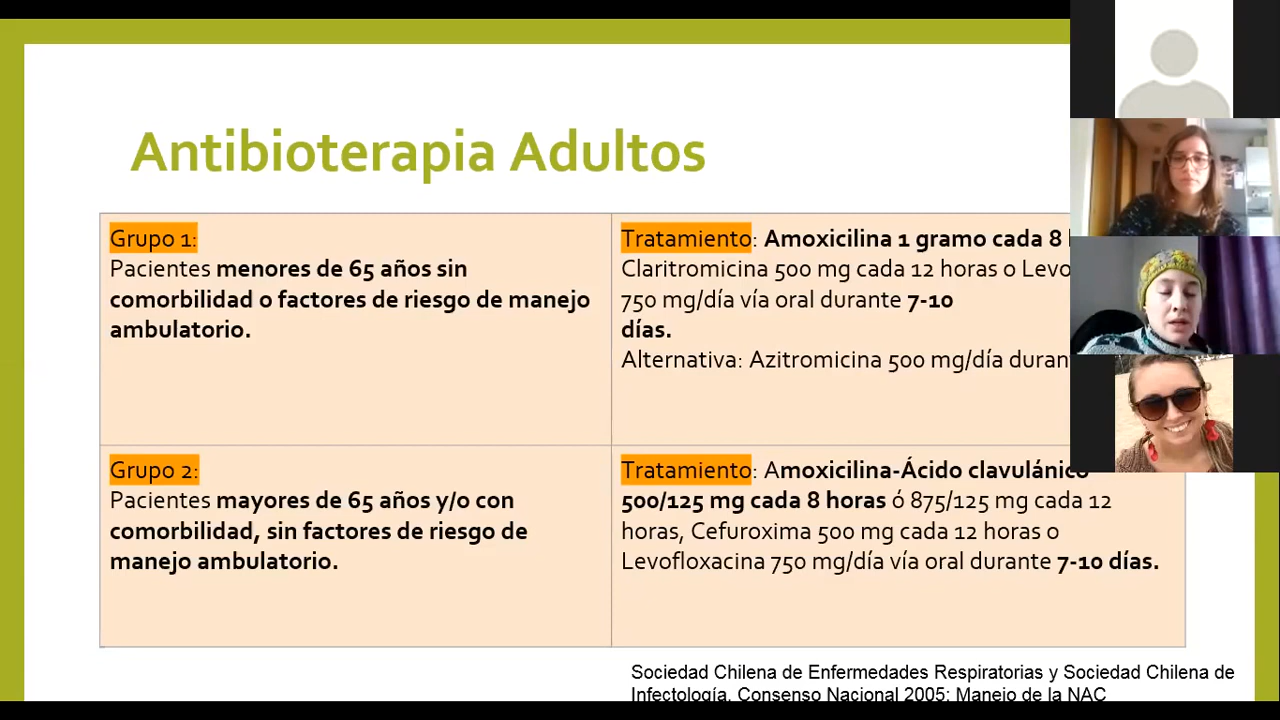 Antibioterapia Adultos
Grupo 1:
Pacientes menores de 65 años sin
comorbilidad o factores de riesgo de manejo
ambulatorio.
Tratamiento: Amoxicilina 1 gramo cada 8
Claritromicina 500 mg cada 12 horas o
750 mg/día vía oral durante 7-10
días.
Alternativa: Azitromicina 500 mg/día
Grupo 2:
Pacientes mayores de 65 años y/o con
comorbilidad, sin factores de riesgo de
manejo ambulatorio.
Tratamiento: Amoxicilina-Ácido clavulánico
500/125 mg cada 8 horas ó 875/125 mg cada 12
horas, Cefuroxima 500 mg cada 12 horas o
Levofloxacina 750 mg/día vía oral durante 7-10 días.
Sociedad Chilena de Enfermedades Respiratorias y Sociedad Chilena de
Infectología. Consenso Nacional 2005: Manejo de la NAC